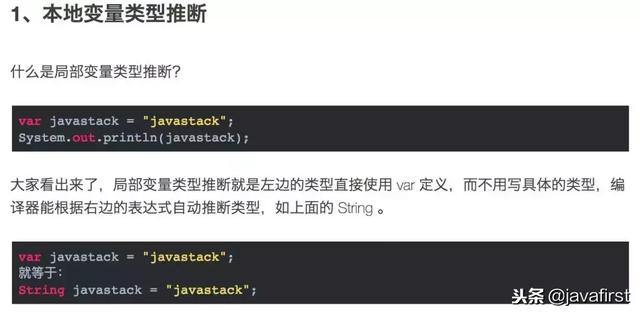 1、本地变量类型推断
什么是局部变量类型推断？
var javastack = "javastack";
System.out.println(javastack);
大家看出来了，局部变量类型推断就是左边的类型直接使用 var 定义，而不用写具体的类型，编
译器能根据右边的表达式自动推断类型，如上面的 String 。
var javastack = "javastack";
就等于：
String javastack = "javastack";
头条 @javafirst